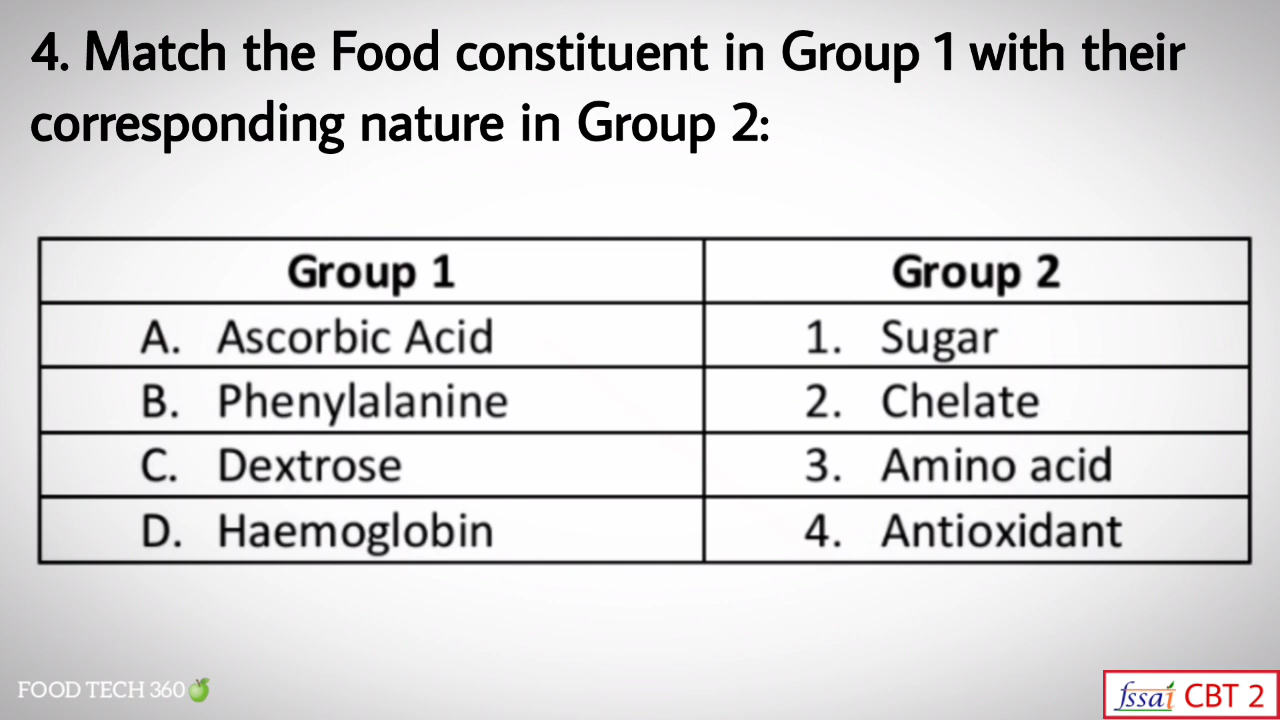 4. Match the Food constituent in Group 1 with their
corresponding nature in Group 2:
Group 1 Group 2
A. Ascorbic Acid 1. Sugar
B. Phenylalanine 2. Chelate
C. Dextrose 3. Amino acid
D. Haemoglobin 4. Antioxidant
FOOD TECH 360
fssai CBT 2